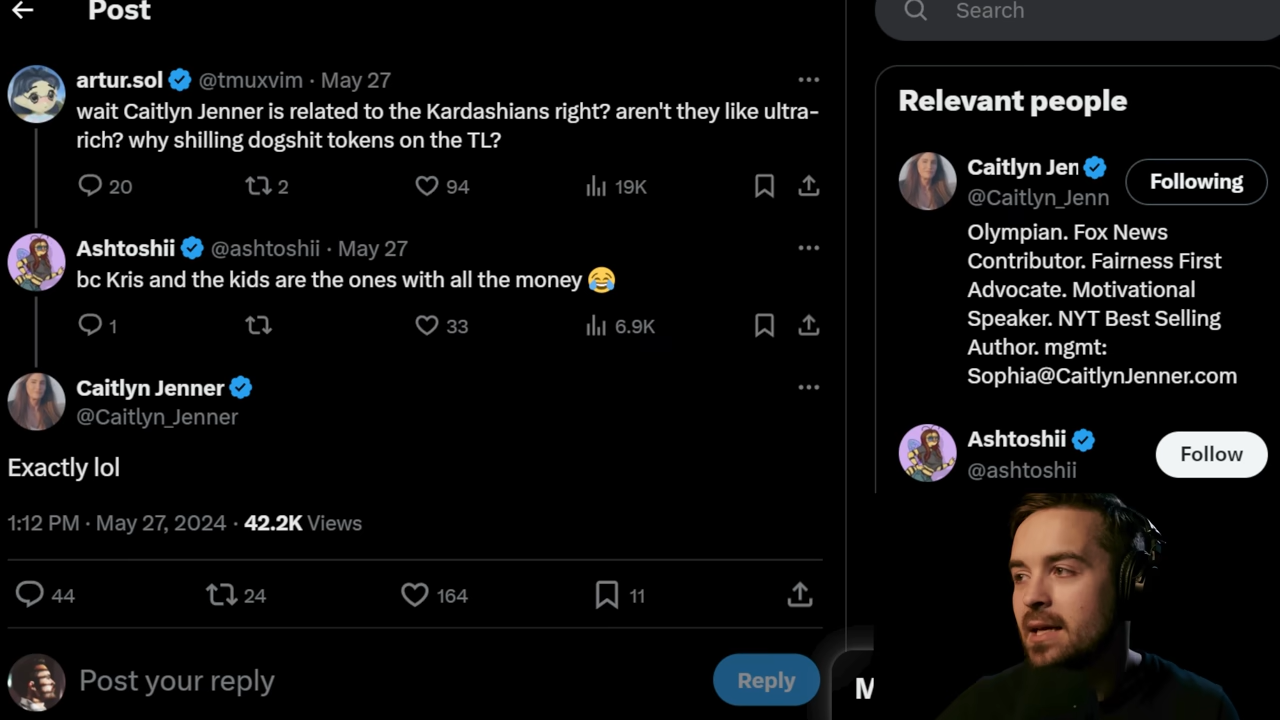 Post
artur.sol @tmuxvim · May 27
wait Caitlyn Jenner is related to the Kardashians right? aren't they like ultra-
rich? why shilling dogshit tokens on the TL?
20 2 94 19K
Ashtoshii @ashtoshii · May 27
bc Kris and the kids are the ones with all the money 😂
1 33 6.9K
Caitlyn Jenner
@Caitlyn_Jenner
Exactly lol
1:12 PM · May 27, 2024 · 42.2K Views
44 24 164 11
Post your reply
Reply
Search
Relevant people
Caitlyn Jen
Following
@Caitlyn_Jenn
Olympian. Fox News
Contributor. Fairness First
Advocate. Motivational
Speaker. NYT Best Selling
Author. mgmt:
Sophia@CaitlynJenner.com
Ashtoshii
Follow
@ashtoshii
M